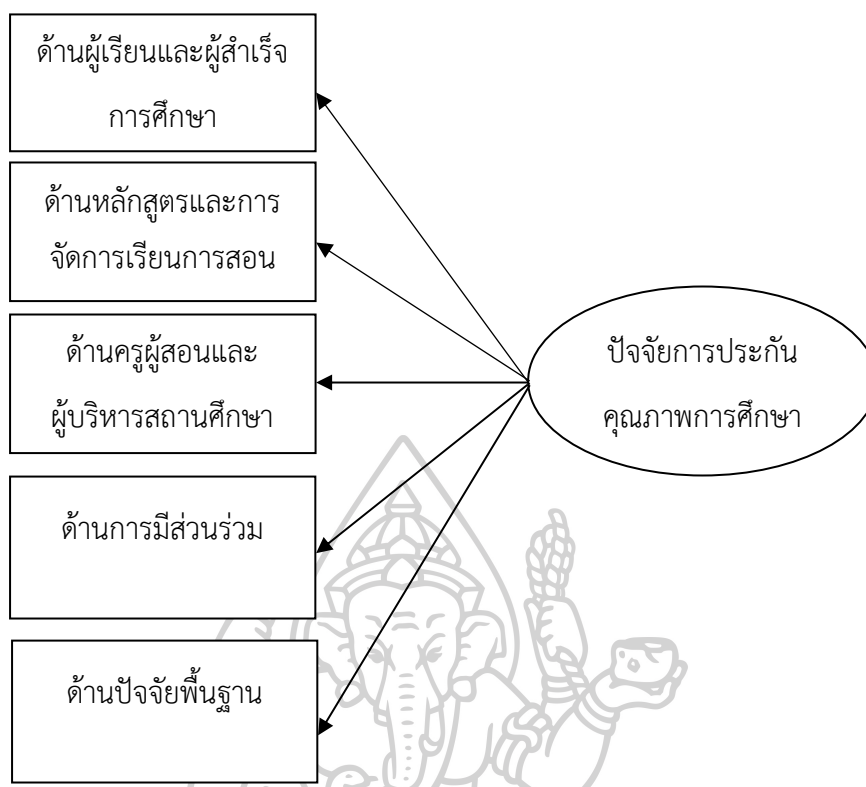 ด้านผู้เรียนและผู้สำเร็จ
การศึกษา
ด้านหลักสูตรและการ
จัดการเรียนการสอน
ด้านครูผู้สอนและ
ผู้บริหารสถานศึกษา
ด้านการมีส่วนร่วม
ด้านปัจจัยพื้นฐาน
ปัจจัยการประกัน
คุณภาพการศึกษา